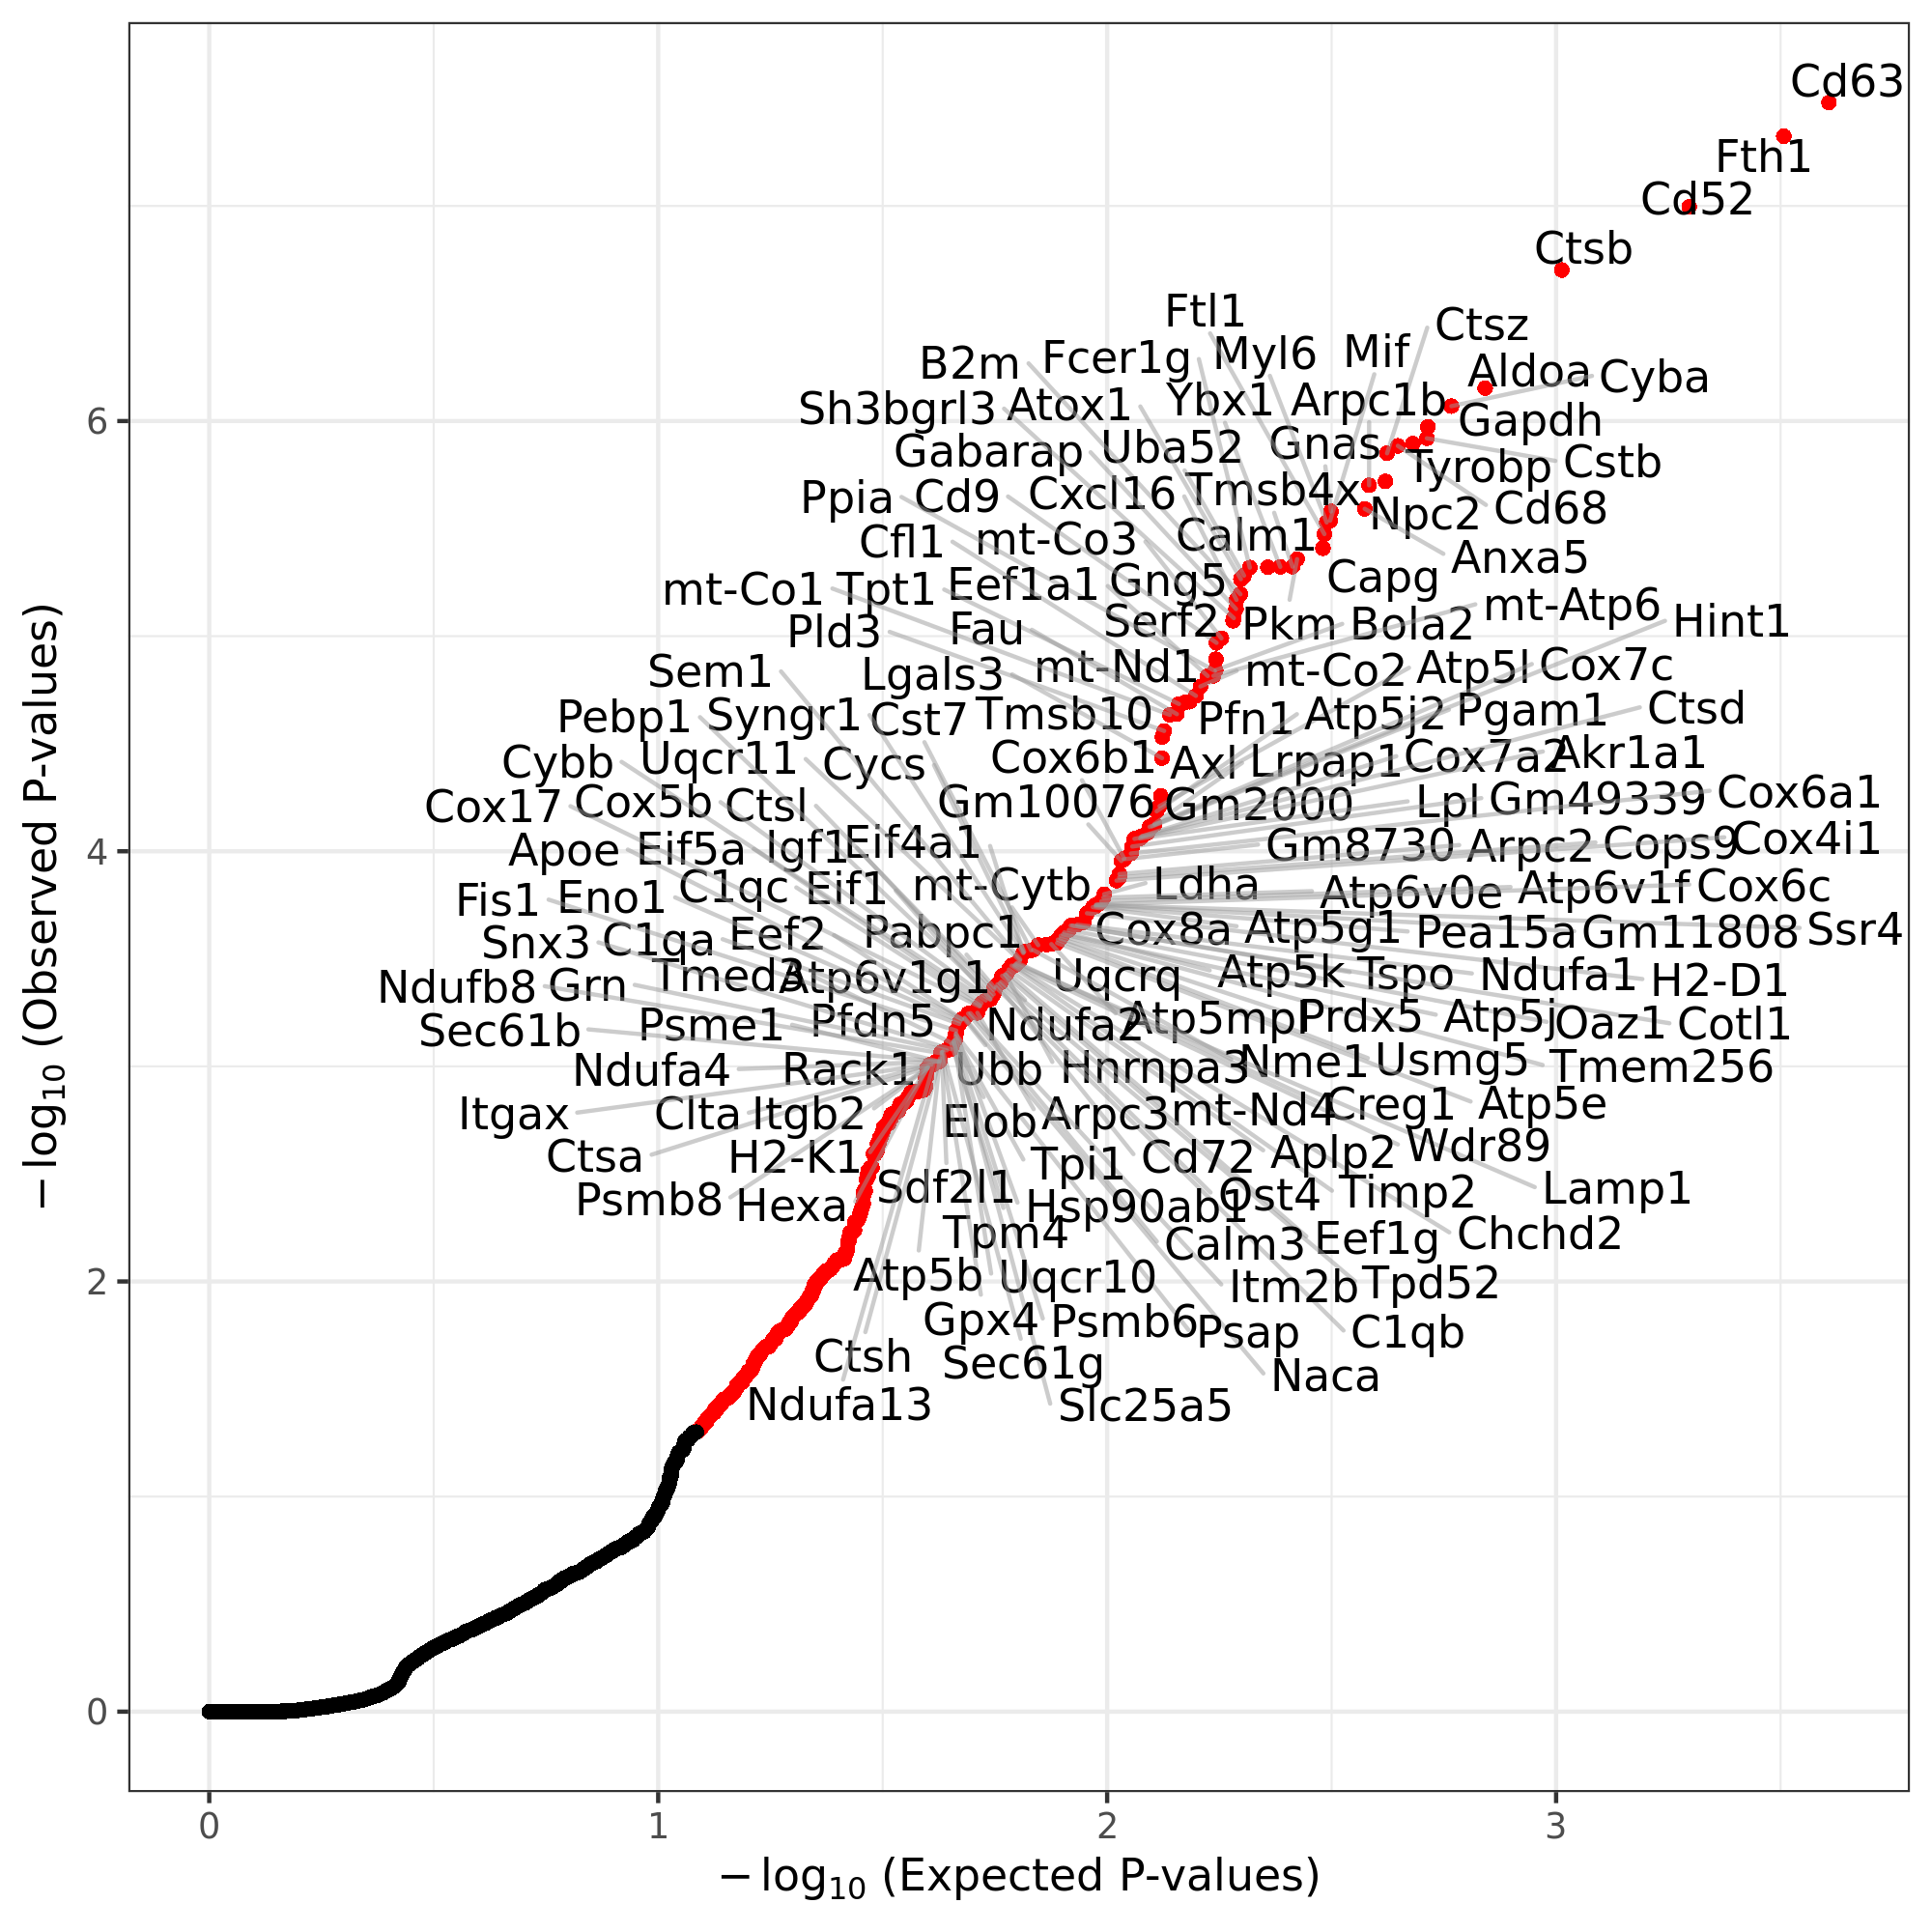 Cd63
Fth1
Cd52
Ctsb
Ftl1
Ctsz
B2m Fcer1g Myl6 Mif
Aldoa Cyba
Sh3bgrl3 Atox1 Ybx1 Arpc1b
6
Gapdh
Gabarap Uba52 Gnas
Tyrobp Cstb
Ppia Cd9 Cxcl16 Tmsb4x
Npc2 Cd68
Cfl1 mt-Co3 Calm1
Anxa5
mt-Co1 Tpt1 Eef1a1 Gng5 Capg
mt-Atp6 Hint1
Pld3 Fau Serf2 Pkm Bola2
Sem1 Lgals3 mt-Nd1 mt-Co2 Atp5l Cox7c
Pebp1 Syngr1 Cst7 Tmsb10 Pfn1 Atp5j2 Pgam1 Ctsd
Cybb Uqcr11 Cycs Cox6b1 Axl Lrpap1 Cox7a2 Akr1a1
Cox17 Cox5b Ctsl Gm10076 Gm2000 Lpl Gm49339 Cox6a1
4
Apoe Eif5a Igf1 Eif4a1 Gm8730 Arpc2 Cops9 Cox4i1
Fis1 Eno1 C1qc Eif1 mt-Cytb Ldha Atp6v0e Atp6v1f Cox6c
Snx3 C1qa Eef2 Pabpc1 Cox8a Atp5g1 Pea15a Gm11808 Ssr4
Ndufb8 Grn Tmed3 Atp6v1g1 Uqcrq Atp5k Tspo Ndufa1 H2-D1
Sec61b Psme1 Pfdn5 Ndufa2 Atp5mpl Prdx5 Atp5j Oaz1 Cotl1
Ndufa4 Rack1 Ubb Hnrnpa3 Nme1 Usmg5 Tmem256
Itgax Clta Itgb2 Elob Arpc3 mt-Nd4 Creg1 Atp5e
Ctsa H2-K1 Tpi1 Cd72 Aplp2 Wdr89
Psmb8 Hexa Sdf2l1 Hsp90ab1 Ost4 Timp2 Lamp1
Tpm4 Calm3 Eef1g Chchd2
2
Atp5b Uqcr10 Itm2b Tpd52
Gpx4 Psmb6 Psap C1qb
Ctsh Sec61g Naca
Ndufa13 Slc25a5
0
0 1 2 3
−log10 (Expected P-values)
−log10 (Observed P-values)